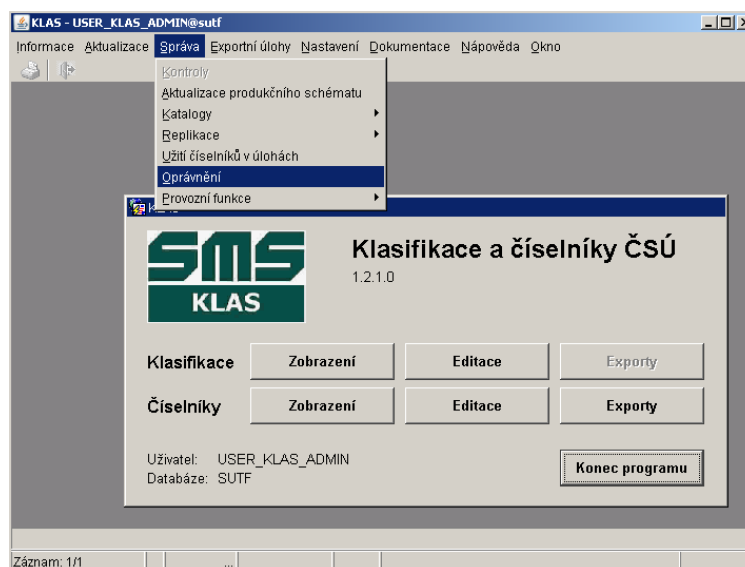 KLAS - USER_KLAS_ADMIN@sutf
Informace Aktualizace Správa Exportní úlohy Nastavení Dokumentace Nápověda Okno
Kontroly
Aktualizace produkčního schématu
Katalogy
Replikace
Užití číselníků v úlohách
Oprávnění
Provozní funkce
SMS
KLAS
Klasifikace a číselníky ČSÚ
1.2.1.0
Klasifikace Zobrazení Editace Exporty
Číselníky Zobrazení Editace Exporty
Uživatel: USER_KLAS_ADMIN
Databáze: SUTF
Konec programu
Záznam: 1/1 ...